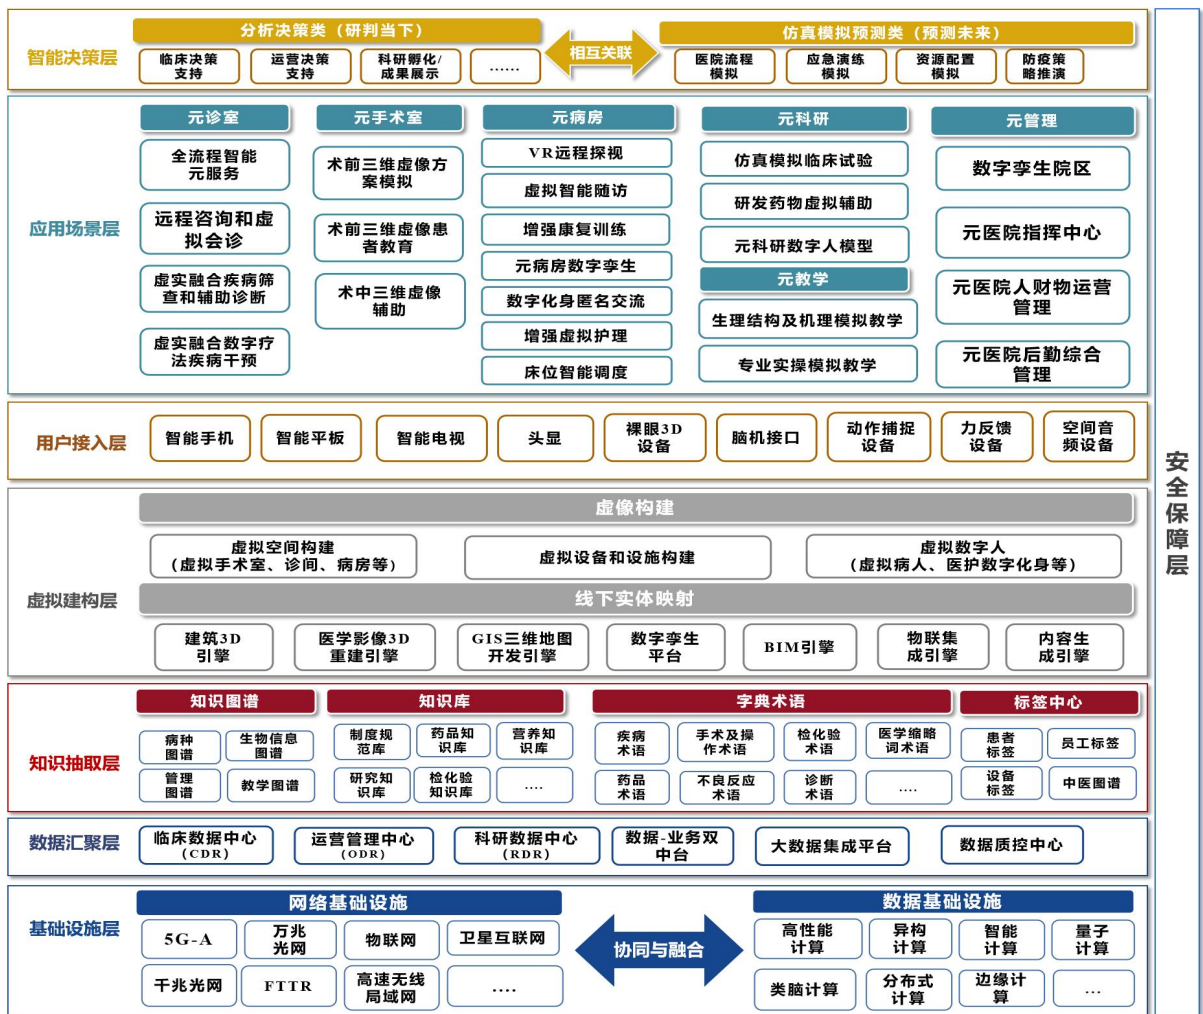 智能决策层
分析决策类（研判当下）
临床决策
支持
运营决策
支持
科研孵化/
成果展示
......
相互关联
仿真模拟预测类（预测未来）
医院流程
模拟
应急演练
模拟
资源配置
模拟
防疫策
略推演
应用场景层
元诊室
全流程智能
元服务
远程咨询和虚
拟会诊
虚实融合疾病筛
查和辅助诊断
虚实融合数字疗
法疾病干预
元手术室
术前三维虚像方
案模拟
术前三维虚像患
者教育
术中三维虚像
辅助
元病房
VR远程探视
虚拟智能随访
增强康复训练
元病房数字孪生
数字化身匿名交流
增强虚拟护理
床位智能调度
元科研
仿真模拟临床试验
研发药物虚拟辅助
元科研数字人模型
元教学
生理结构及机理模拟教学
专业实操模拟教学
元管理
数字孪生院区
元医院指挥中心
元医院人财物运营
管理
元医院后勤综合
管理
用户接入层
智能手机
智能平板
智能电视
头显
裸眼3D
设备
脑机接口
动作捕捉
设备
力反馈
设备
空间音
频设备
虚拟建构层
虚像构建
虚拟空间构建
（虚拟手术室、诊间、病房等）
虚拟设备和设施构建
虚拟数字人
（虚拟病人、医护数字化身等）
线下实体映射
建筑3D
引擎
医学影像3D
重建引擎
GIS三维地图
开发引擎
数字孪生
平台
BIM引擎
物联集
成引擎
内容生
成引擎
知识抽取层
知识图谱
病种
图谱
生物信息
图谱
管理
图谱
教学图谱
知识库
制度规
范库
药品知
识库
营养知
识库
研究知
识库
检化验
知识库
....
字典术语
疾病
术语
手术及操
作术语
检化验
术语
医学缩略
词术语
药品
术语
不良反应
术语
诊断
术语
....
标签中心
患者
标签
员工标签
设备
标签
中医图谱
数据汇聚层
临床数据中心
（CDR）
运营管理中心
（ODR）
科研数据中心
（RDR）
数据-业务双
中台
大数据集成平台
数据质控中心
基础设施层
网络基础设施
5G-A
万兆
光网
物联网
卫星互联网
千兆光网
FTTR
高速无线
局域网
....
协同与融合
数据基础设施
高性能
计算
异构
计算
智能
计算
量子
计算
类脑计算
分布式
计算
边缘计
算
...
安全保障层